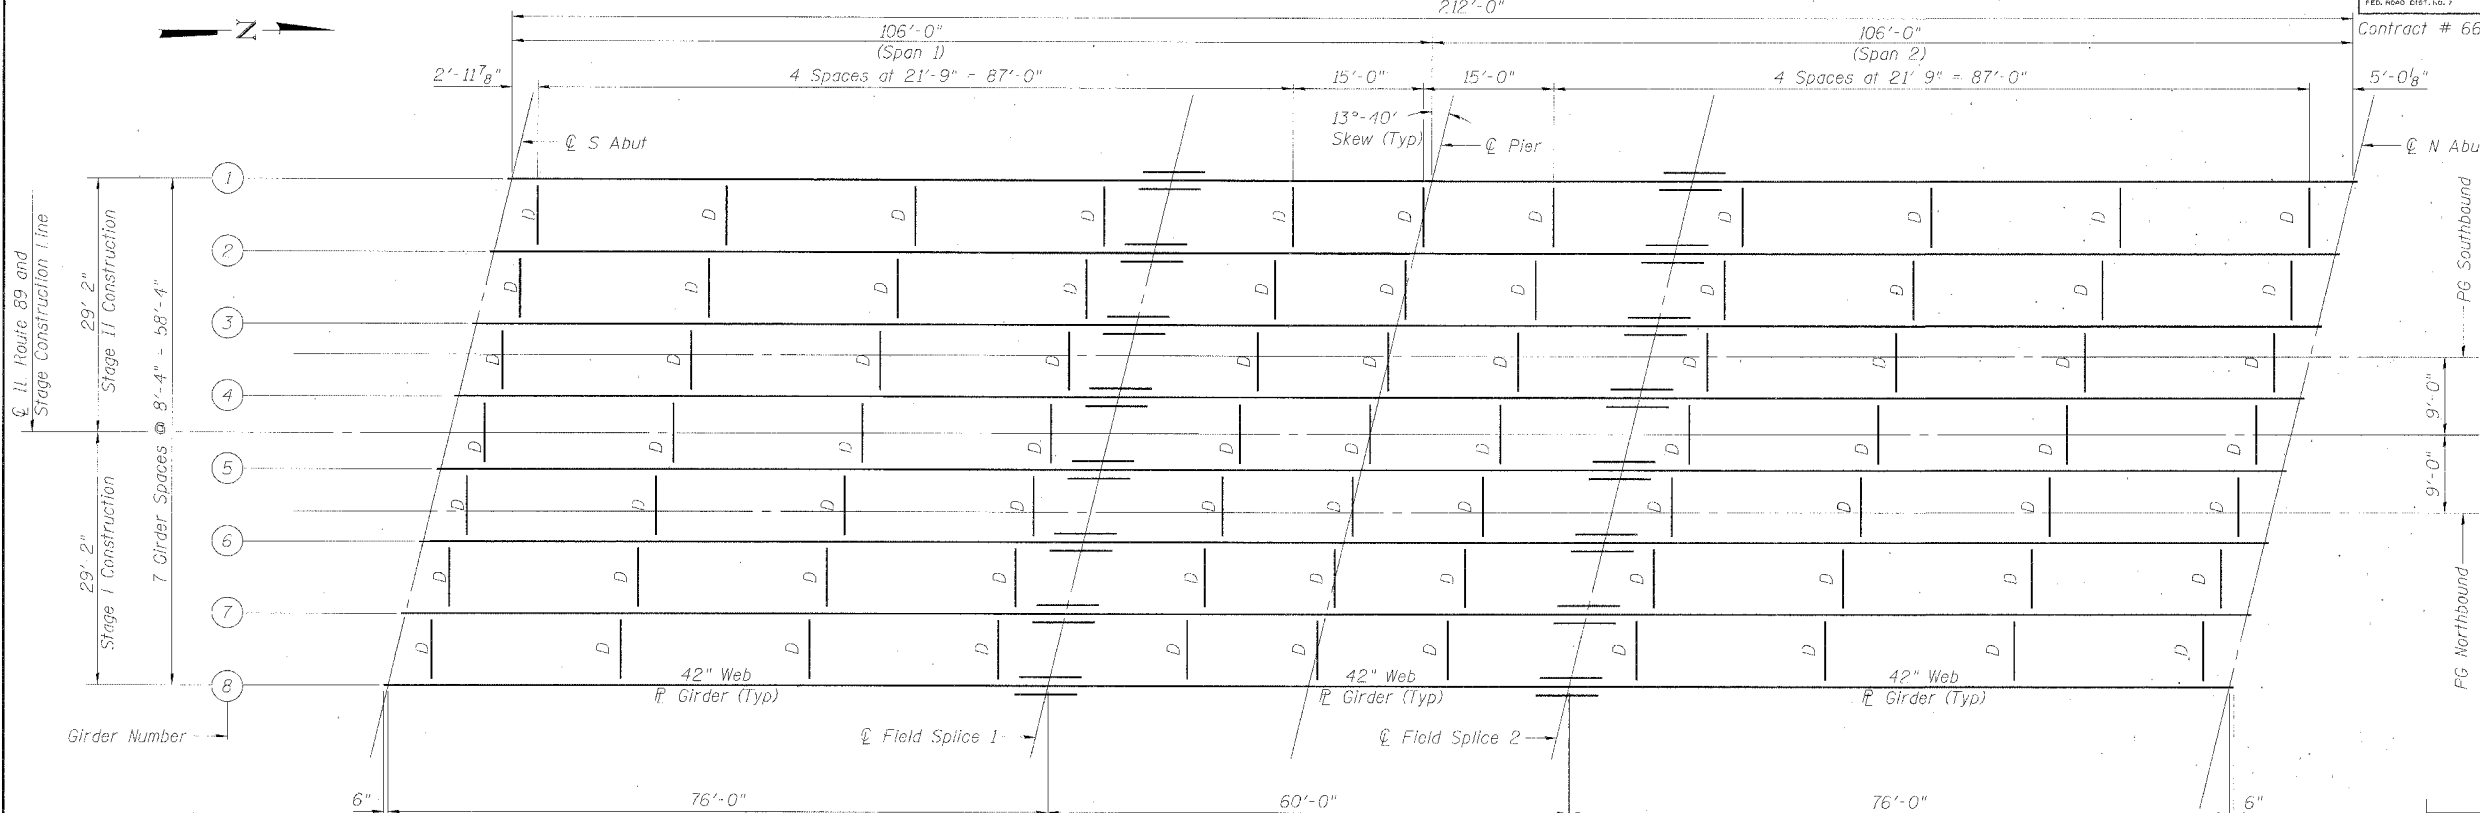 212'-0"
FED. ROAD DIST. NO. 7
Contract # 66
N
106'-0"
(Span 1)
106'-0"
(Span 2)
2'-11 7/8"
4 Spaces at 21'-9" = 87'-0"
15'-0"
15'-0"
4 Spaces at 21' 9" = 87'-0"
5'-0 1/8"
13°-40'
Skew (Typ)
℄ S Abut
℄ Pier
℄ N Abu
℄ Il. Route 89 and
Stage Construction Line
29' 2"
Stage II Construction
29' 2"
Stage I Construction
7 Girder Spaces @ 8'-4" = 58'-4"
1
D D D D D D D D D D D
2
D D D D D D D D D D D
3
D D D D D D D D D D D
4
D D D D D D D D D D D
5
D D D D D D D D D D D
6
D D D D D D D D D D D
7
D D D D D D D D D D D
8
PG Southbound
9'-0"
9'-0"
PG Northbound
42" Web
℄ Girder (Typ)
42" Web
℄ Girder (Typ)
42" Web
℄ Girder (Typ)
Girder Number
℄ Field Splice 1
℄ Field Splice 2
6"
76'-0"
60'-0"
76'-0"
6"